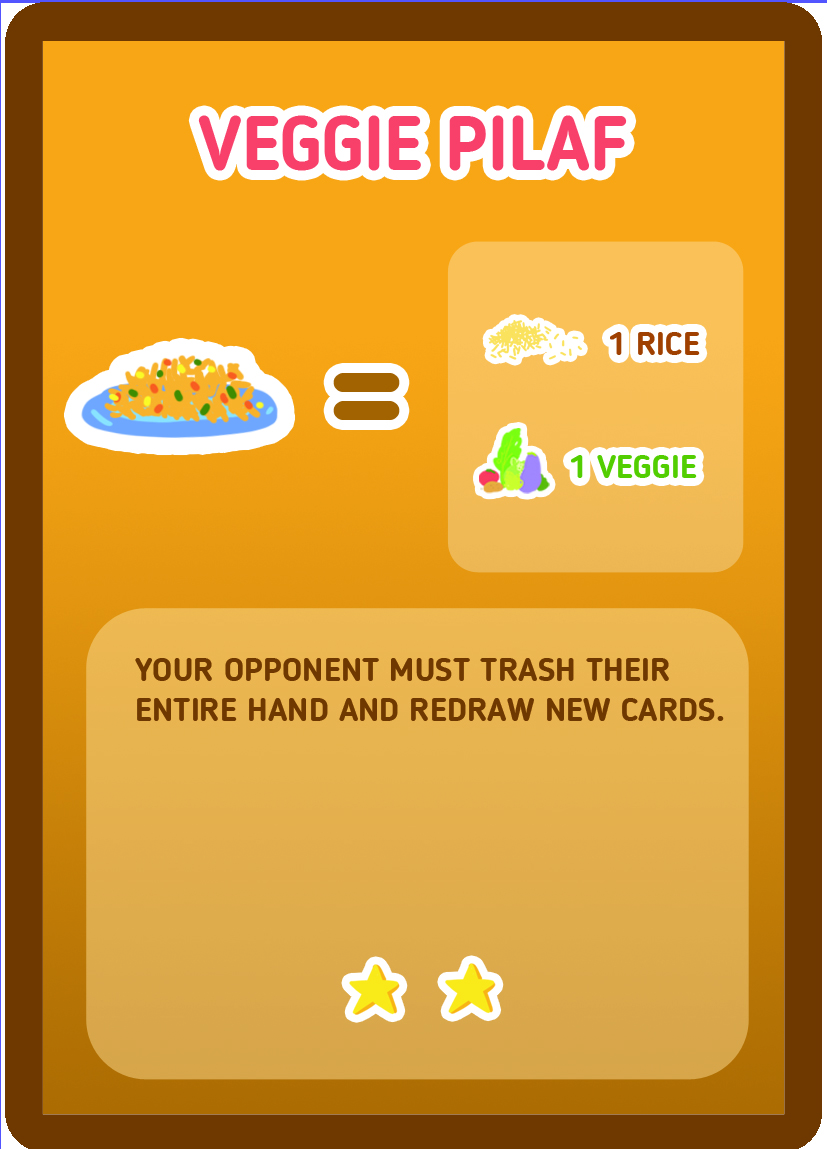 VEGGIE PILAF
1 RICE
1 VEGGIE
YOUR OPPONENT MUST TRASH THEIR
ENTIRE HAND AND REDRAW NEW CARDS.